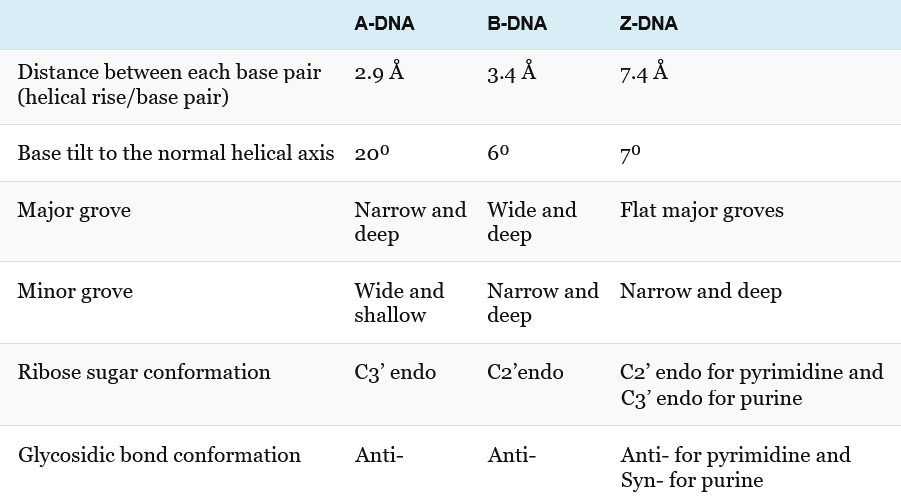 A-DNA B-DNA Z-DNA
Distance between each base pair 2.9 Å 3.4 Å 7.4 Å
(helical rise/base pair)
Base tilt to the normal helical axis 20º 6º 7º
Major grove Narrow and Wide and Flat major groves
deep deep
Minor grove Wide and Narrow and Narrow and deep
shallow deep
Ribose sugar conformation C3’ endo C2’endo C2’ endo for pyrimidine and
C3’ endo for purine
Glycosidic bond conformation Anti- Anti- Anti- for pyrimidine and
Syn- for purine